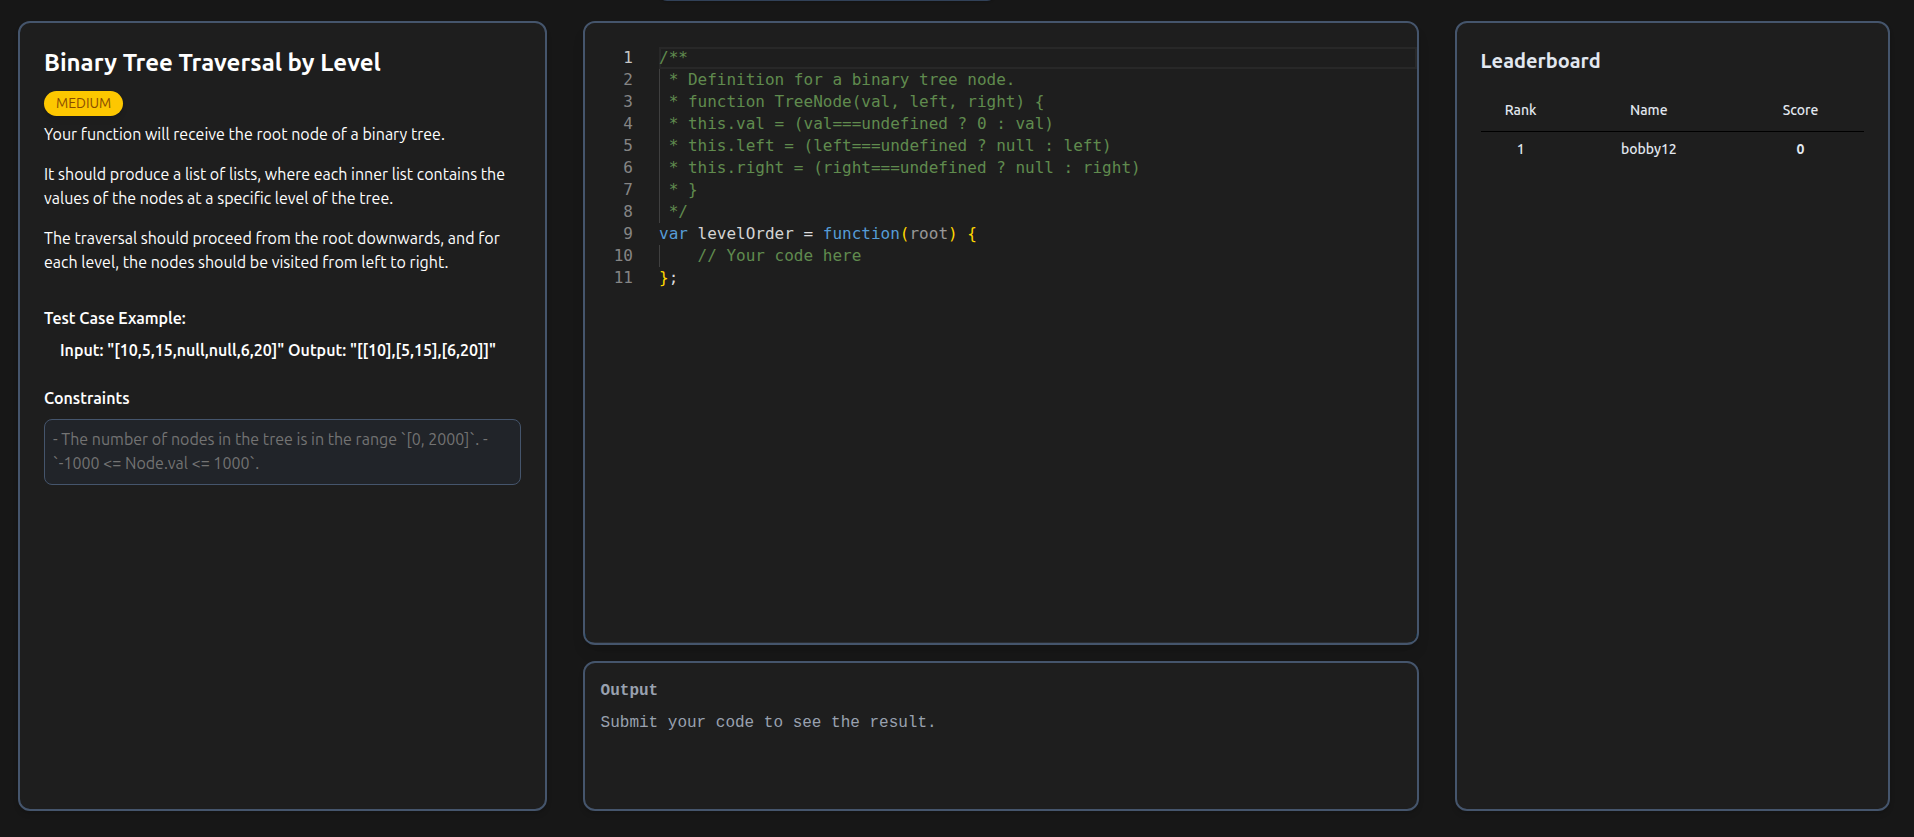 Binary Tree Traversal by Level
MEDIUM
Your function will receive the root node of a binary tree.
It should produce a list of lists, where each inner list contains the
values of the nodes at a specific level of the tree.
The traversal should proceed from the root downwards, and for
each level, the nodes should be visited from left to right.
Test Case Example:
Input: "[10,5,15,null,null,6,20]" Output: "[[10],[5,15],[6,20]]"
Constraints
- The number of nodes in the tree is in the range `[0, 2000]`. -
`-1000 <= Node.val <= 1000`.
1 /**
2 * Definition for a binary tree node.
3 * function TreeNode(val, left, right) {
4 * this.val = (val===undefined ? 0 : val)
5 * this.left = (left===undefined ? null : left)
6 * this.right = (right===undefined ? null : right)
7 * }
8 */
9 var levelOrder = function(root) {
10 // Your code here
11 };
Output
Submit your code to see the result.
Leaderboard
Rank Name Score
1 bobby12 0